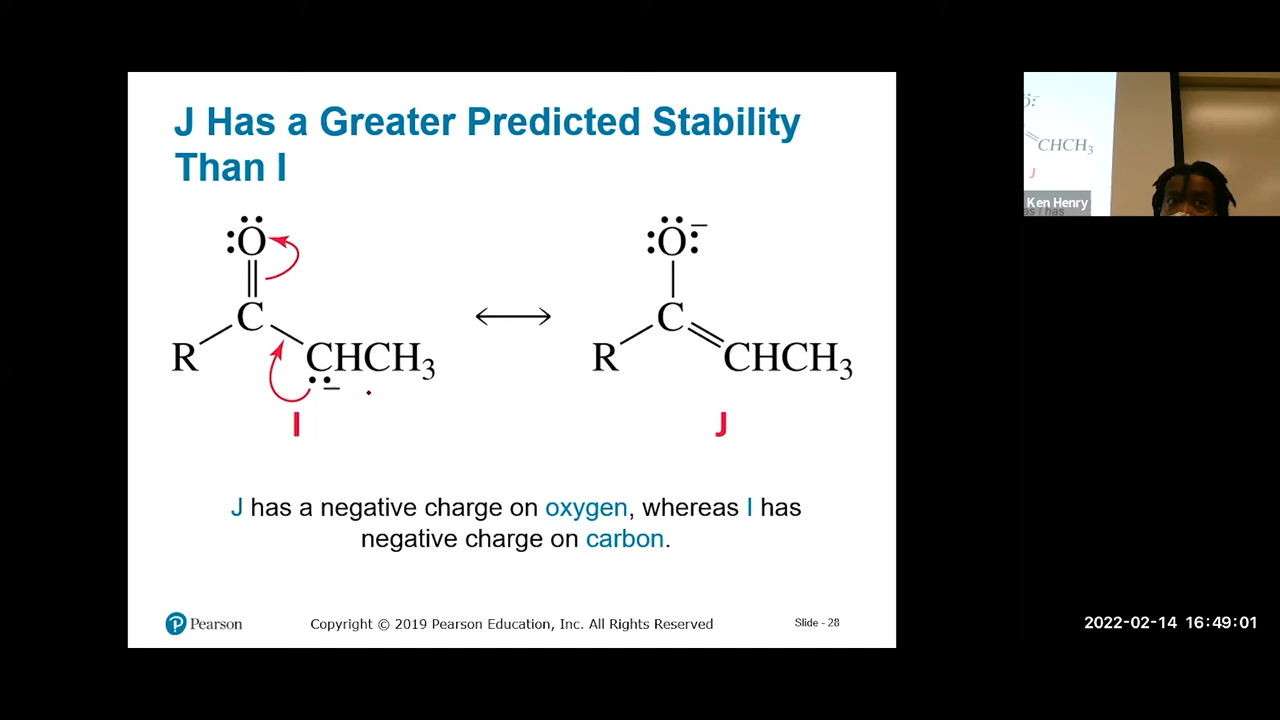 J Has a Greater Predicted Stability
Than I
:Ö
:Ö:⁻
C
C
R
CHCH₃
R
CHCH₃
I
J
J has a negative charge on oxygen, whereas I has
negative charge on carbon.
Pearson
Copyright © 2019 Pearson Education, Inc. All Rights Reserved
Slide - 28
CHCH₃
J
Ken Henry
2022-02-14 16:49:01